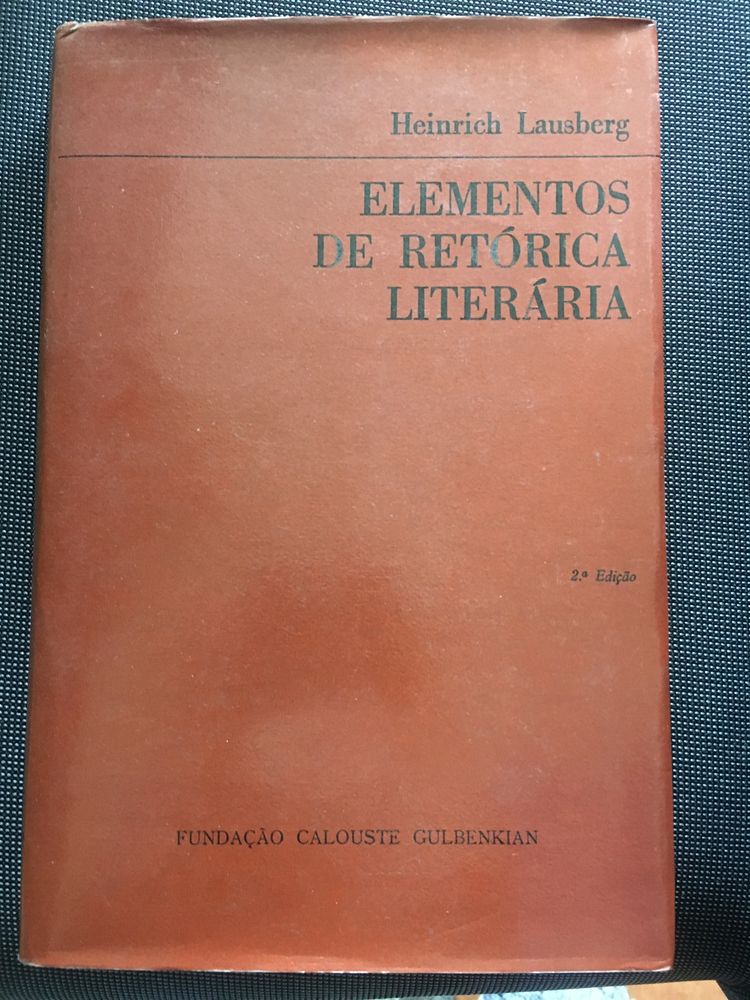 Heinrich Lausberg
ELEMENTOS
DE RETÓRICA
LITERÁRIA
2.ª Edição
FUNDAÇÃO CALOUSTE GULBENKIAN